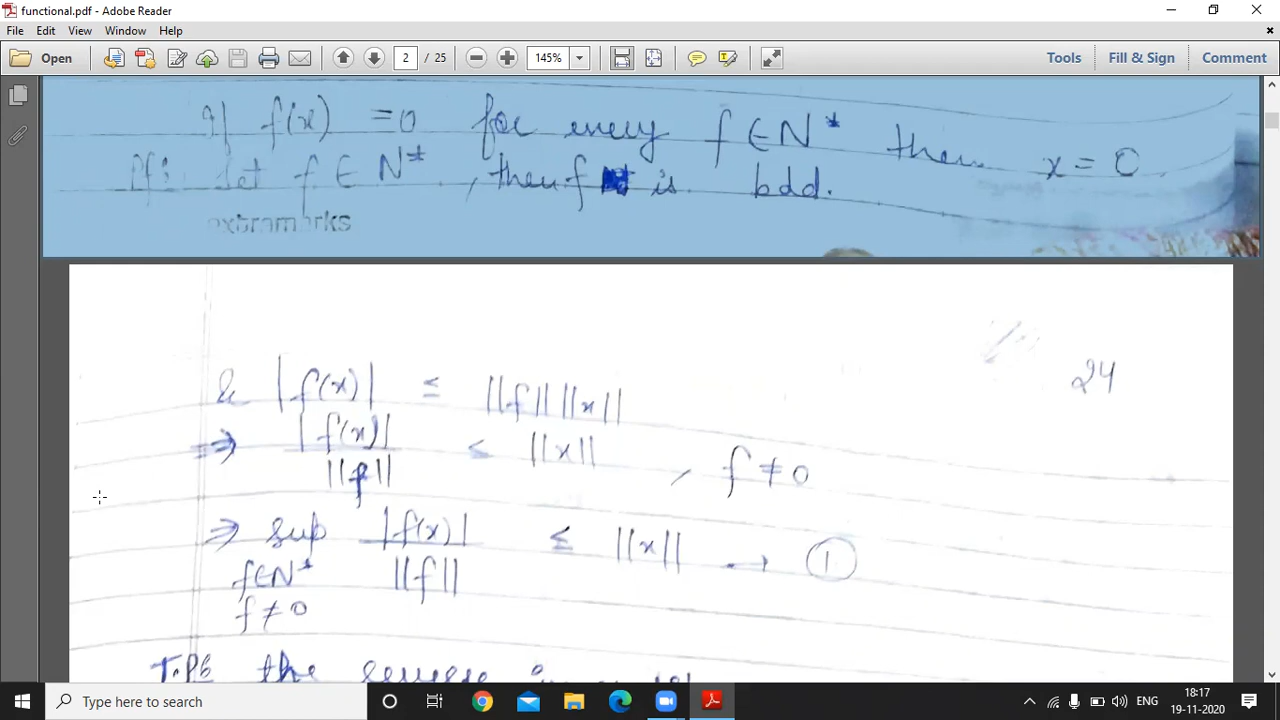 functional.pdf - Adobe Reader
File Edit View Window Help
Open 2 / 25 145% Tools Fill & Sign Comment
If f(x) = 0 for every f ∈ N* then x = 0
Pf: Let f ∈ N*, then f is bdd.
extramarks
24
& |f(x)| ≤ ||f|| ||x||
⇒ |f(x)| / ||f|| ≤ ||x||, f ≠ 0
⇒ sup |f(x)| / ||f|| ≤ ||x|| → ①
f∈N*
f ≠ 0
the
Type here to search
ENG 18:17
19-11-2020